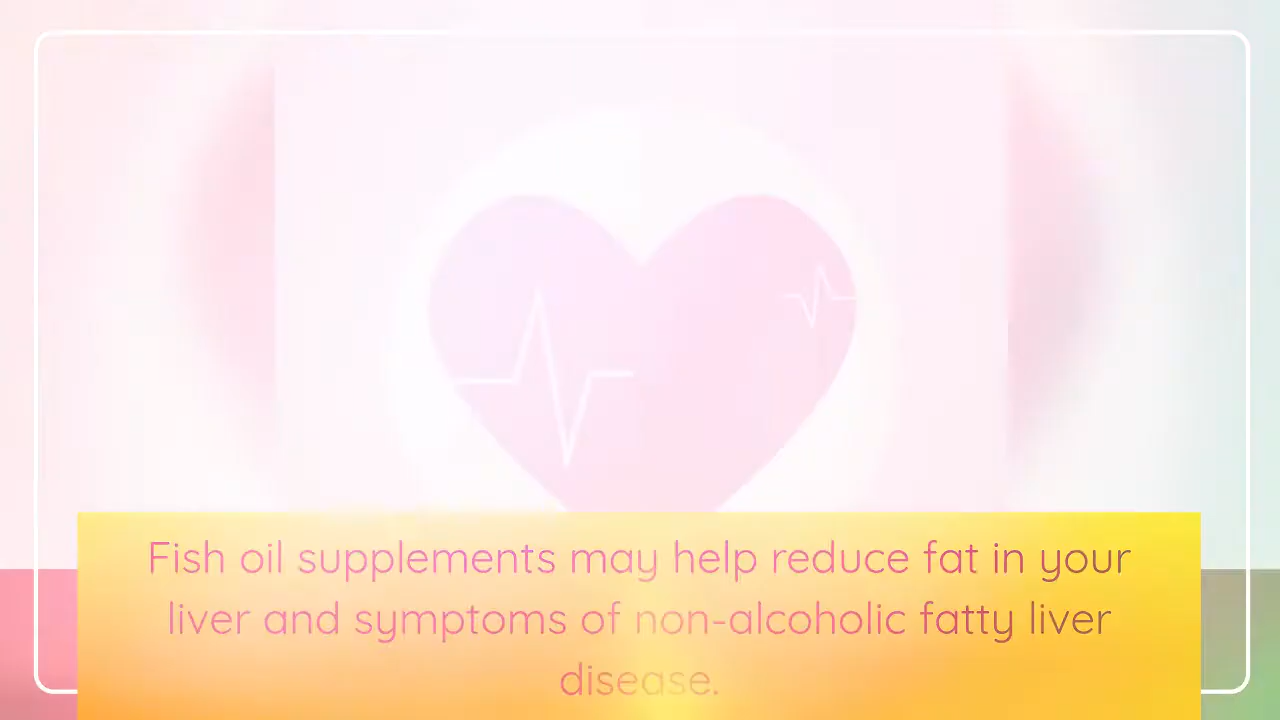 Fish oil supplements may help reduce fat in your
liver and symptoms of non-alcoholic fatty liver
disease.